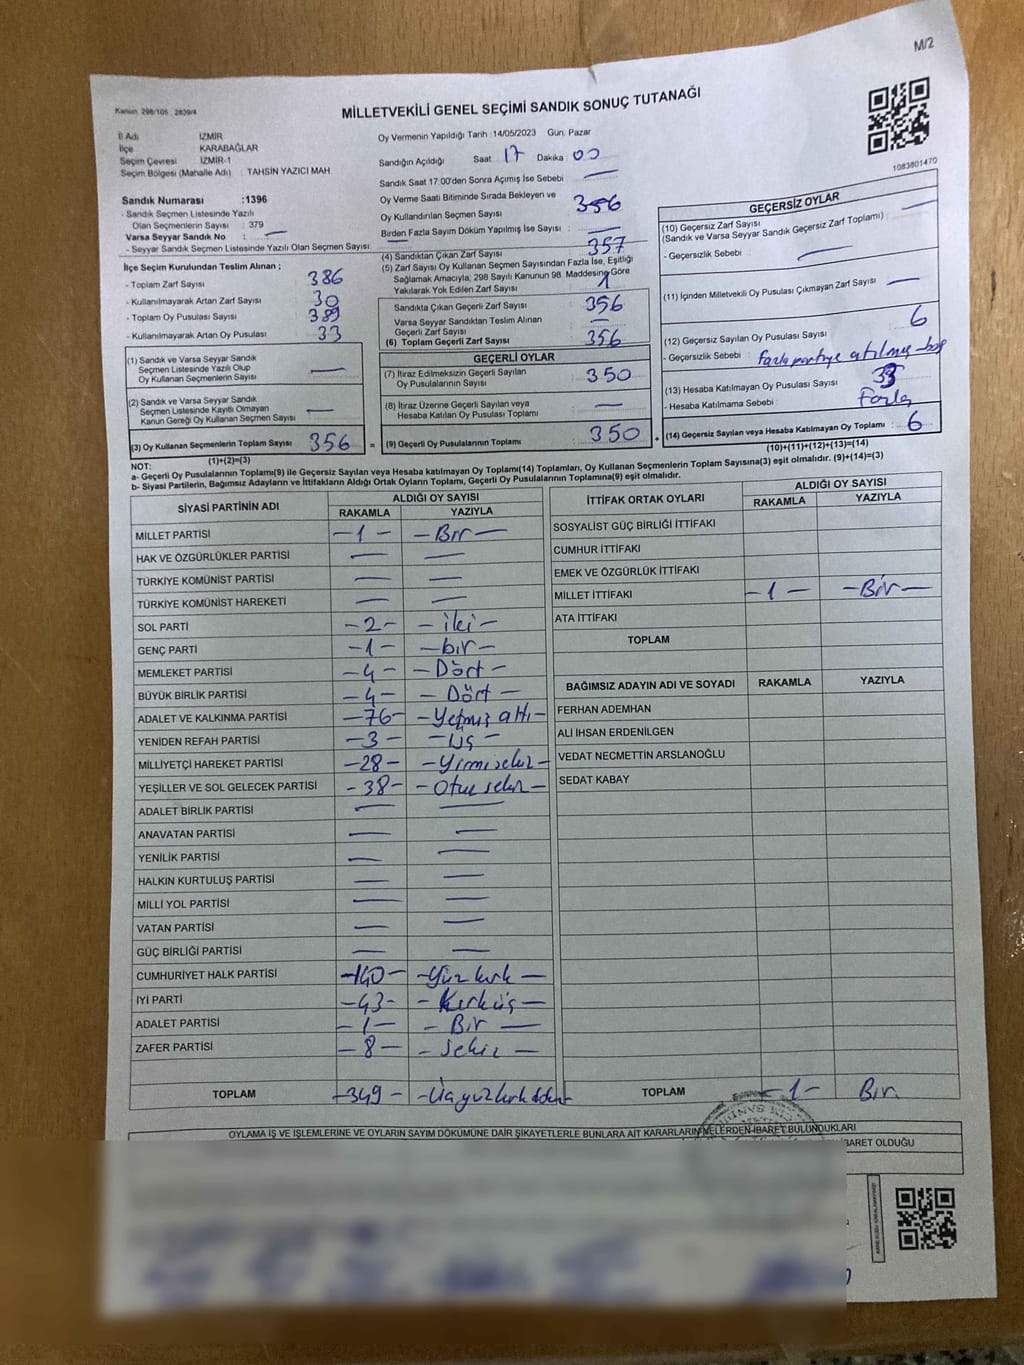 M/2
Kanun 298/105 2839/4
MİLLETVEKİLİ GENEL SEÇİMİ SANDIK SONUÇ TUTANAĞI
1083801470
İl Adı İZMİR
İlçe KARABAĞLAR
Seçim Çevresi İZMİR-1
Seçim Bölgesi (Mahalle Adı) : TAHSİN YAZICI MAH
Sandık Numarası :1396
- Sandık Seçmen Listesinde Yazılı
Olan Seçmenlerin Sayısı : 379
Varsa Seyyar Sandık No : —
- Seyyar Sandık Seçmen Listesinde Yazılı Olan Seçmen Sayısı: —
İlçe Seçim Kurulundan Teslim Alınan ;
- Toplam Zarf Sayısı 386
- Kullanılmayarak Artan Zarf Sayısı 30
- Toplam Oy Pusulası Sayısı 389
- Kullanılmayarak Artan Oy Pusulası 33
(1) Sandık ve Varsa Seyyar Sandık
Seçmen Listesinde Yazılı Olup
Oy Kullanan Seçmenlerin Sayısı —
(2) Sandık ve Varsa Seyyar Sandık
Seçmen Listesinde Kayıtlı Olmayan
Kanun Gereği Oy Kullanan Seçmen Sayısı —
(3) Oy Kullanan Seçmenlerin Toplam Sayısı 356 =
(1)+(2)=(3)
Oy Vermenin Yapıldığı Tarih :14/05/2023 Gün: Pazar
Sandığın Açıldığı Saat 17 Dakika 00
Sandık Saat 17:00'den Sonra Açılmış İse Sebebi : —
Oy Verme Saati Bitiminde Sırada Bekleyen ve
Oy Kullandırılan Seçmen Sayısı 356
Birden Fazla Sayım Döküm Yapılmış İse Sayısı : —
(4) Sandıktan Çıkan Zarf Sayısı 357
(5) Zarf Sayısı Oy Kullanan Seçmen Sayısından Fazla İse, Eşitliği
Sağlamak Amacıyla; 298 Sayılı Kanunun 98. Maddesine Göre
Yakılarak Yok Edilen Zarf Sayısı 1
Sandıkta Çıkan Geçerli Zarf Sayısı 356
Varsa Seyyar Sandıktan Teslim Alınan
Geçerli Zarf Sayısı —
(6) Toplam Geçerli Zarf Sayısı 356
GEÇERLİ OYLAR
(7) İtiraz Edilmeksizin Geçerli Sayılan
Oy Pusulalarının Sayısı 350
(8) İtiraz Üzerine Geçerli Sayılan veya
Hesaba Katılan Oy Pusulası Toplamı —
(9) Geçerli Oy Pusulalarının Toplamı 350 +
GEÇERSİZ OYLAR
(10) Geçersiz Zarf Sayısı —
(Sandık ve Varsa Seyyar Sandık Geçersiz Zarf Toplamı) :
- Geçersizlik Sebebi : —
(11) İçinden Milletvekili Oy Pusulası Çıkmayan Zarf Sayısı —
(12) Geçersiz Sayılan Oy Pusulası Sayısı 6
- Geçersizlik Sebebi : fazla partiye atılmış - boş
(13) Hesaba Katılmayan Oy Pusulası Sayısı
- Hesaba Katılmama Sebebi : Fazla
(14) Geçersiz Sayılan veya Hesaba Katılmayan Oy Toplamı : 6
(10)+(11)+(12)+(13)=(14)
NOT:
a- Geçerli Oy Pusulalarının Toplamı(9) ile Geçersiz Sayılan veya Hesaba katılmayan Oy Toplamı(14) Toplamları, Oy Kullanan Seçmenlerin Toplam Sayısına(3) eşit olmalıdır. (9)+(14)=(3)
b- Siyasi Partilerin, Bağımsız Adayların ve İttifakların Aldığı Ortak Oyların Toplamı, Geçerli Oy Pusulalarının Toplamına(9) eşit olmalıdır.
SİYASİ PARTİNİN ADI ALDIĞI OY SAYISI
RAKAMLA YAZIYLA
MİLLET PARTİSİ —1— —Bir—
HAK VE ÖZGÜRLÜKLER PARTİSİ — —
TÜRKİYE KOMÜNİST PARTİSİ — —
TÜRKİYE KOMÜNİST HAREKETİ — —
SOL PARTİ —2— —iki—
GENÇ PARTİ —1— —bir—
MEMLEKET PARTİSİ —4— —Dört—
BÜYÜK BİRLİK PARTİSİ —4— —Dört—
ADALET VE KALKINMA PARTİSİ —76— —Yetmiş altı—
YENİDEN REFAH PARTİSİ —3— —Üç—
MİLLİYETÇİ HAREKET PARTİSİ —28— —Yirmi sekiz—
YEŞİLLER VE SOL GELECEK PARTİSİ —38— —Otuz sekiz—
ADALET BİRLİK PARTİSİ — —
ANAVATAN PARTİSİ — —
YENİLİK PARTİSİ — —
HALKIN KURTULUŞ PARTİSİ — —
MİLLİ YOL PARTİSİ — —
VATAN PARTİSİ — —
GÜÇ BİRLİĞİ PARTİSİ — —
CUMHURİYET HALK PARTİSİ —140— —Yüz kırk—
İYİ PARTİ —43— —Kırküç—
ADALET PARTİSİ —1— —Bir—
ZAFER PARTİSİ —8— —Sekiz—
TOPLAM —349— —Üçyüzkırkdokuz—
İTTİFAK ORTAK OYLARI ALDIĞI OY SAYISI
RAKAMLA YAZIYLA
SOSYALİST GÜÇ BİRLİĞİ İTTİFAKI
CUMHUR İTTİFAKI
EMEK VE ÖZGÜRLÜK İTTİFAKI
MİLLET İTTİFAKI —1— —Bir—
ATA İTTİFAKI
TOPLAM
BAĞIMSIZ ADAYIN ADI VE SOYADI RAKAMLA YAZIYLA
FERHAN ADEMHAN
ALİ İHSAN ERDENİLGEN
VEDAT NECMETTİN ARSLANOĞLU
SEDAT KABAY
TOPLAM —1— Bir
OYLAMA İŞ VE İŞLEMLERİNE VE OYLARIN SAYIM DÖKÜMÜNE DAİR ŞİKAYETLERLE BUNLARA AİT KARARLARIN NELERDEN İBARET BULUNDUKLARI
İBARET OLDUĞU